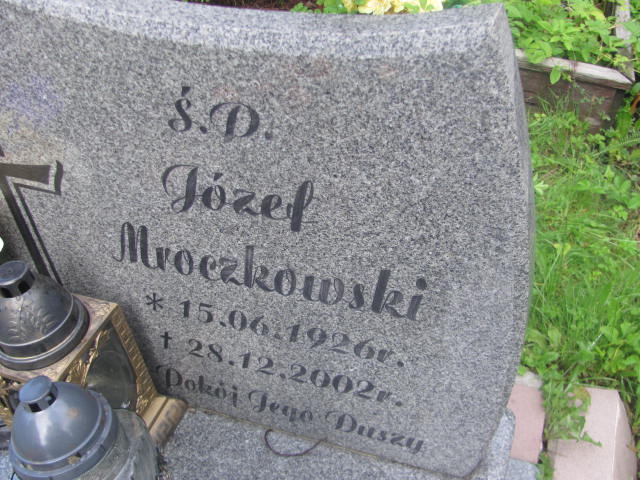 Ś.P.
Józef
Mroczkowski
* 15.06.1926r.
† 28.12.2002r.
Pokój Jego Duszy